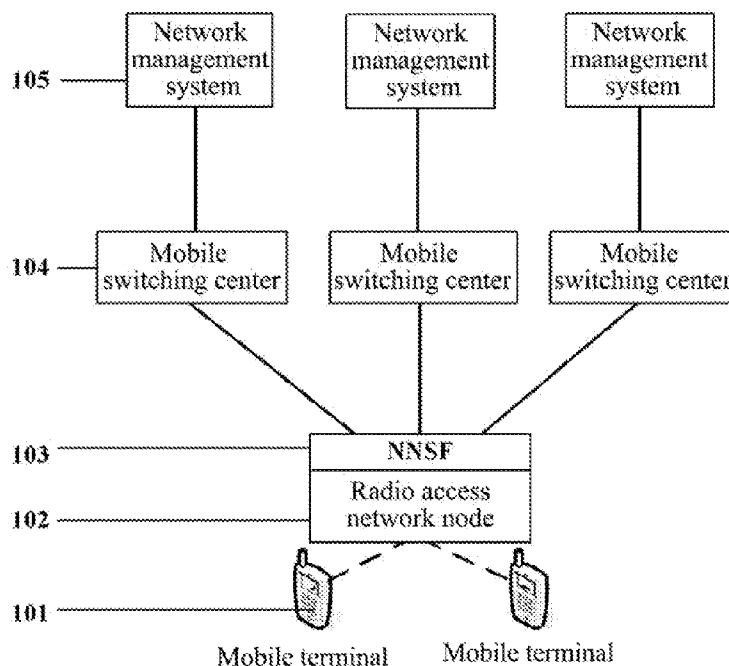 Network
management
system
Network
management
system
Network
management
system
105
Mobile
switching center
Mobile
switching center
Mobile
switching center
104
103
NNSF
Radio access
network node
102
101
Mobile terminal
Mobile terminal